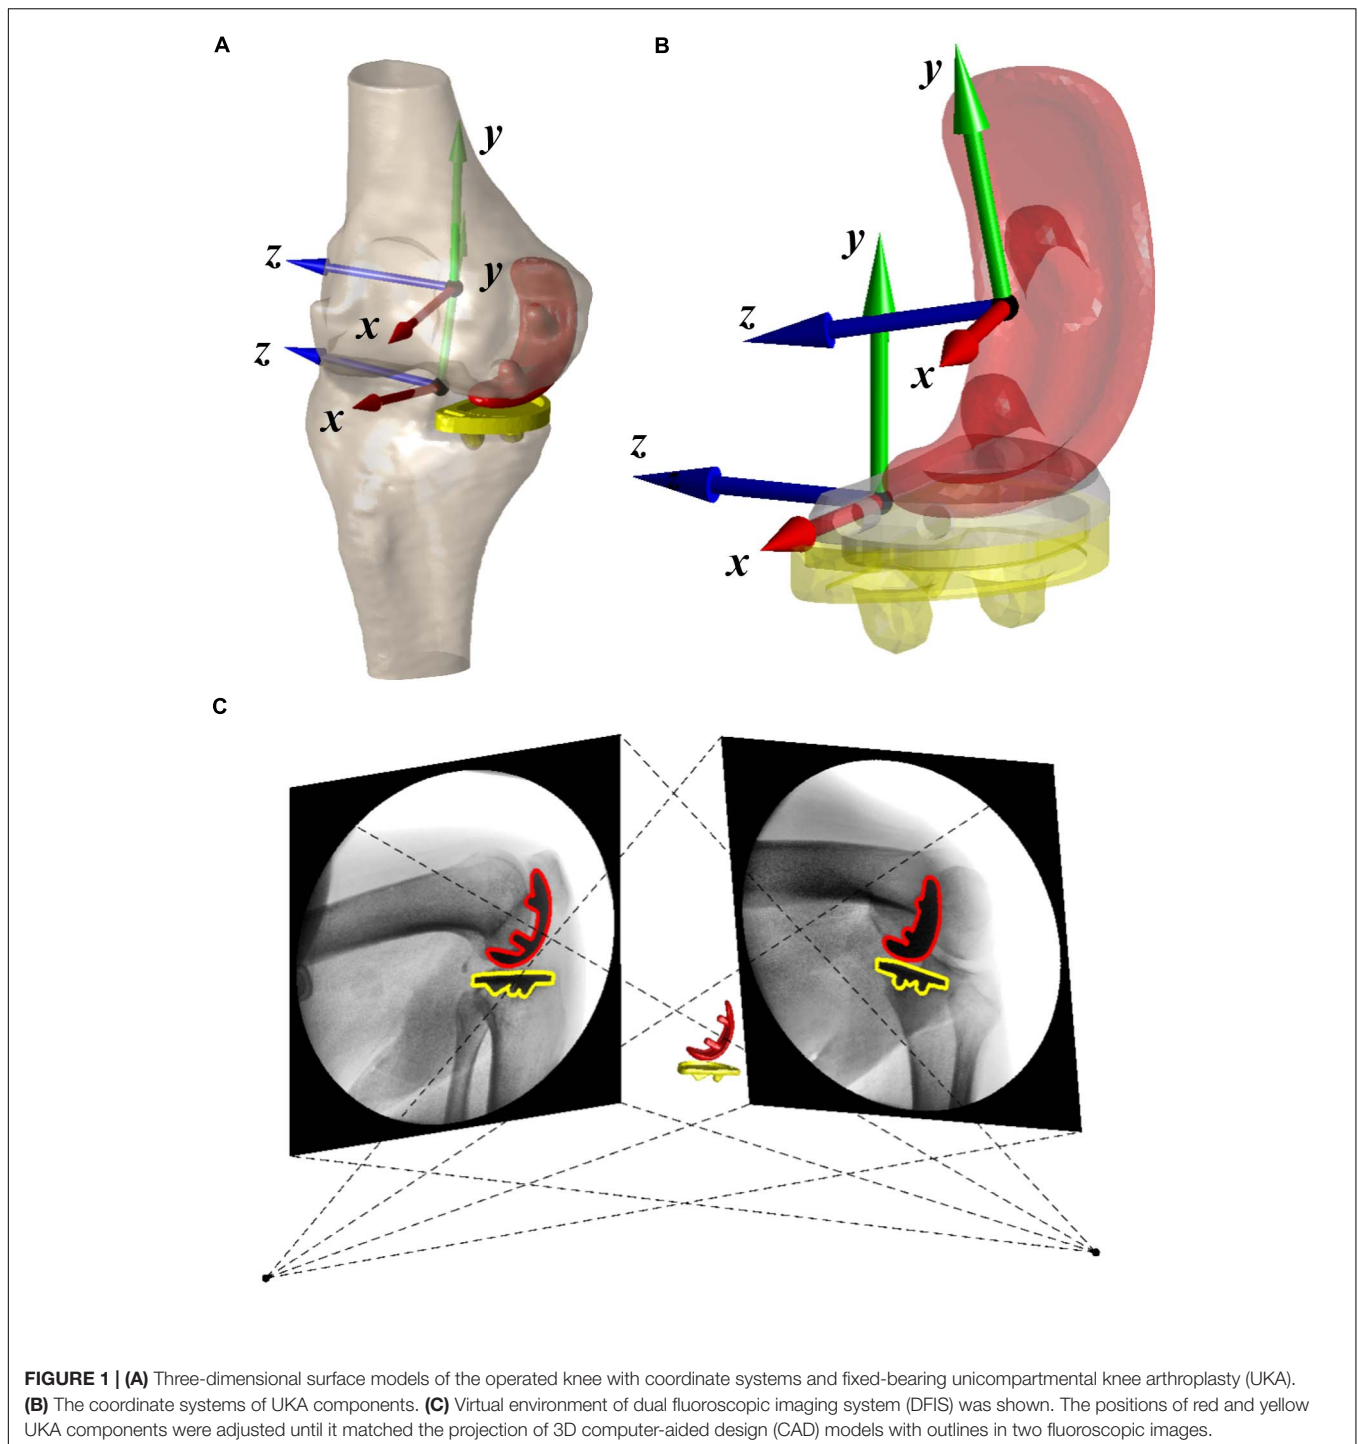 A
B
y
y
z
y
x
z
x
y
y
z
x
z
x
C
FIGURE 1 | (A) Three-dimensional surface models of the operated knee with coordinate systems and fixed-bearing unicompartmental knee arthroplasty (UKA).
(B) The coordinate systems of UKA components. (C) Virtual environment of dual fluoroscopic imaging system (DFIS) was shown. The positions of red and yellow
UKA components were adjusted until it matched the projection of 3D computer-aided design (CAD) models with outlines in two fluoroscopic images.